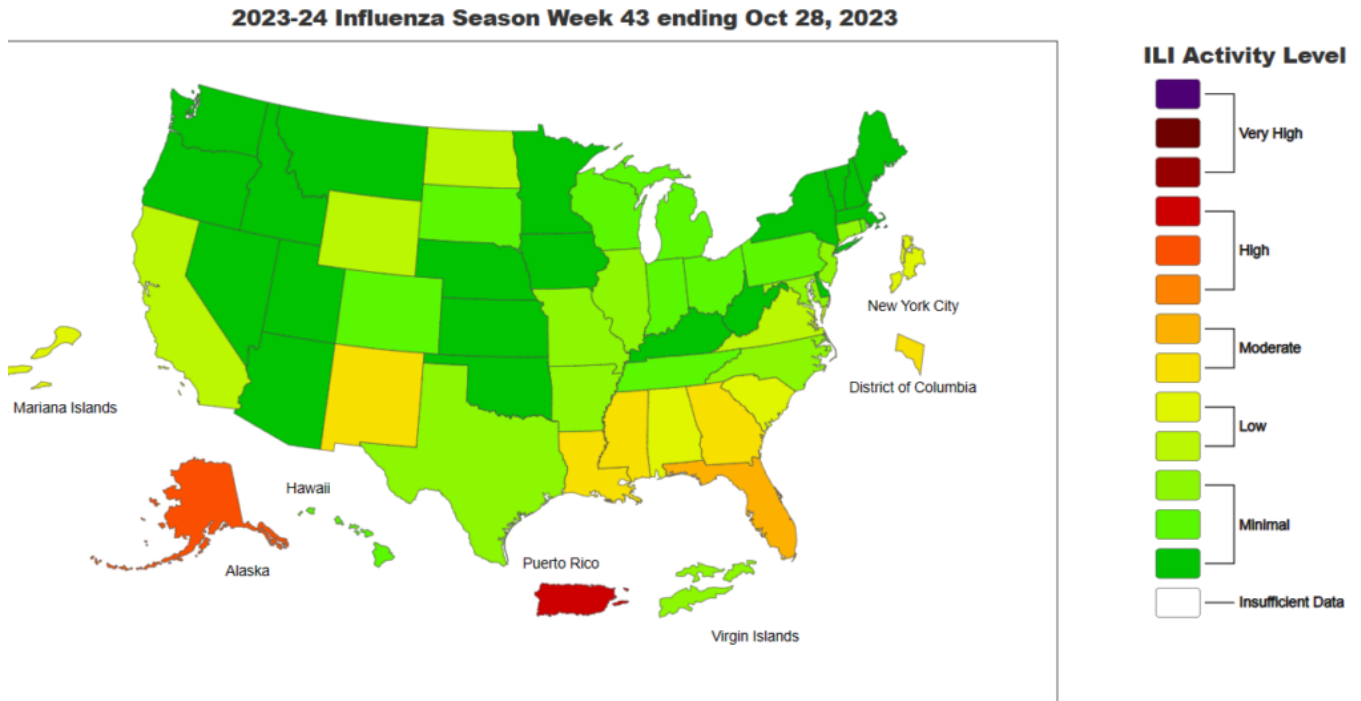 2023-24 Influenza Season Week 43 ending Oct 28, 2023
ILI Activity Level
Very High
High
Moderate
Low
Minimal
Insufficient Data
New York City
District of Columbia
Mariana Islands
Hawaii
Alaska
Puerto Rico
Virgin Islands